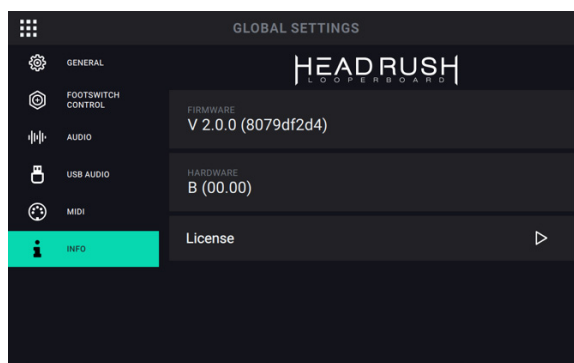 GLOBAL SETTINGS
GENERAL
FOOTSWITCH
CONTROL
AUDIO
USB AUDIO
MIDI
INFO
HEADRUSH
LOOPERBOARD
FIRMWARE
V 2.0.0 (8079df2d4)
HARDWARE
B (00.00)
License